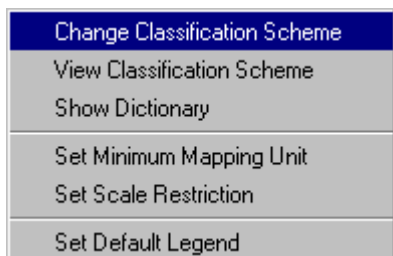 Change Classification Scheme
View Classification Scheme
Show Dictionary
Set Minimum Mapping Unit
Set Scale Restriction
Set Default Legend